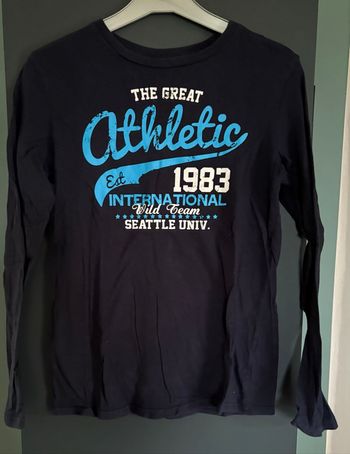 THE GREAT
Athletic
Est 1983
INTERNATIONAL
Wild Team
SEATTLE UNIV.